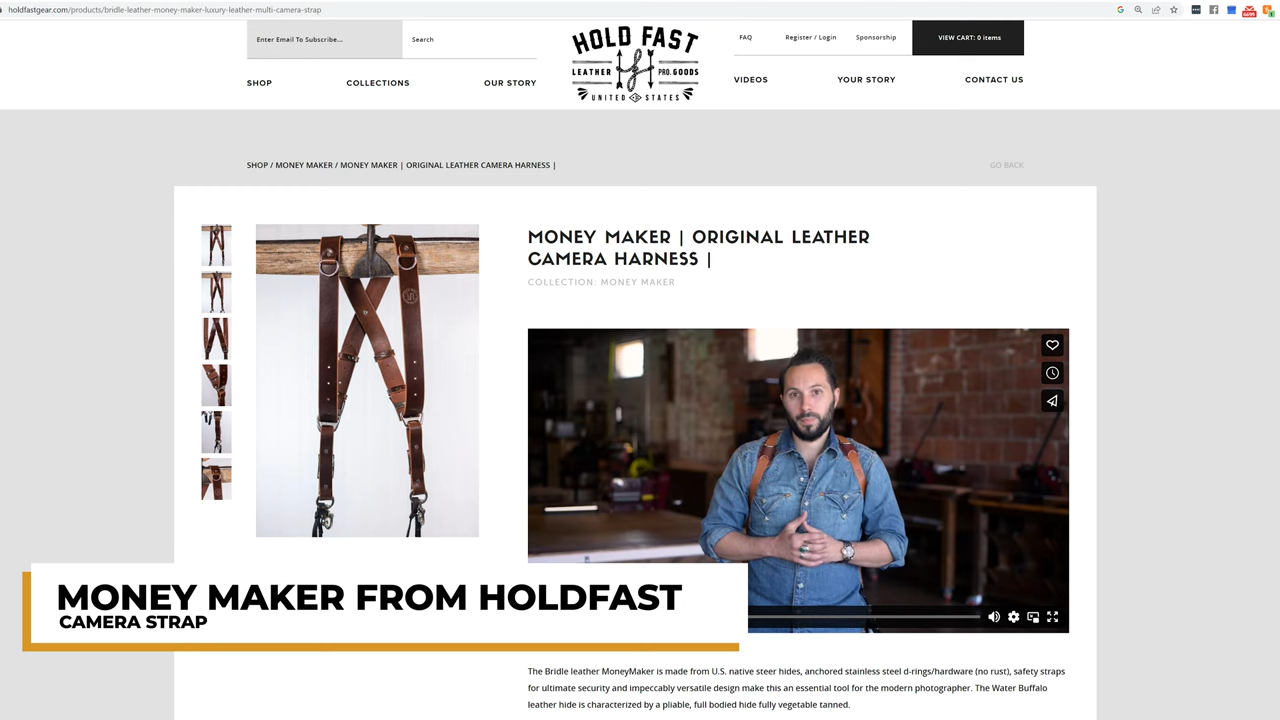 holdfastgear.com/products/bridle-leather-money-maker-luxury-leather-multi-camera-strap
Enter Email To Subscribe...
Search
SHOP
COLLECTIONS
OUR STORY
HOLD FAST
LEATHER
PRO. GOODS
UNITED STATES
FAQ
Register / Login
Sponsorship
VIEW CART: 0 items
VIDEOS
YOUR STORY
CONTACT US
SHOP / MONEY MAKER / MONEY MAKER | ORIGINAL LEATHER CAMERA HARNESS |
GO BACK
MONEY MAKER | ORIGINAL LEATHER
CAMERA HARNESS |
COLLECTION: MONEY MAKER
MONEY MAKER FROM HOLDFAST
CAMERA STRAP
The Bridle leather MoneyMaker is made from U.S. native steer hides, anchored stainless steel d-rings/hardware (no rust), safety straps
for ultimate security and impeccably versatile design make this an essential tool for the modern photographer. The Water Buffalo
leather hide is characterized by a pliable, full bodied hide fully vegetable tanned.